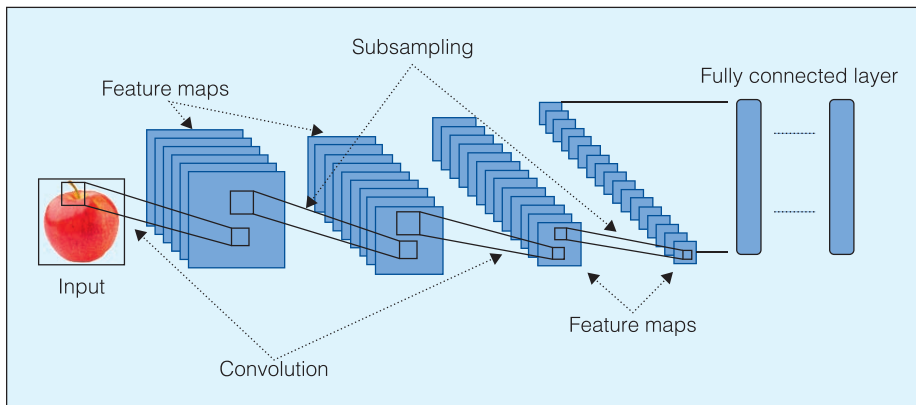 Subsampling
Feature maps
Fully connected layer
Input
Feature maps
Convolution